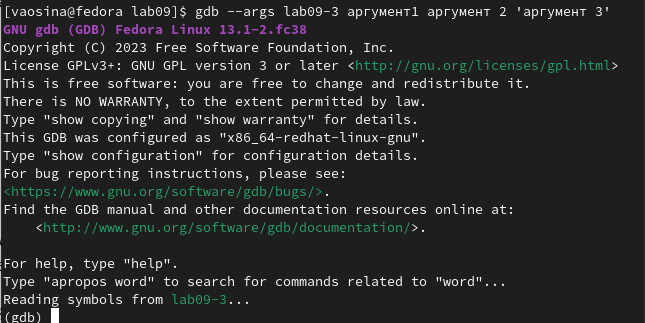 [vaosina@fedora lab09]$ gdb --args lab09-3 аргумент1 аргумент 2 'аргумент 3'
GNU gdb (GDB) Fedora Linux 13.1-2.fc38
Copyright (C) 2023 Free Software Foundation, Inc.
License GPLv3+: GNU GPL version 3 or later <http://gnu.org/licenses/gpl.html>
This is free software: you are free to change and redistribute it.
There is NO WARRANTY, to the extent permitted by law.
Type "show copying" and "show warranty" for details.
This GDB was configured as "x86_64-redhat-linux-gnu".
Type "show configuration" for configuration details.
For bug reporting instructions, please see:
<https://www.gnu.org/software/gdb/bugs/>.
Find the GDB manual and other documentation resources online at:
    <http://www.gnu.org/software/gdb/documentation/>.

For help, type "help".
Type "apropos word" to search for commands related to "word"...
Reading symbols from lab09-3...
(gdb)